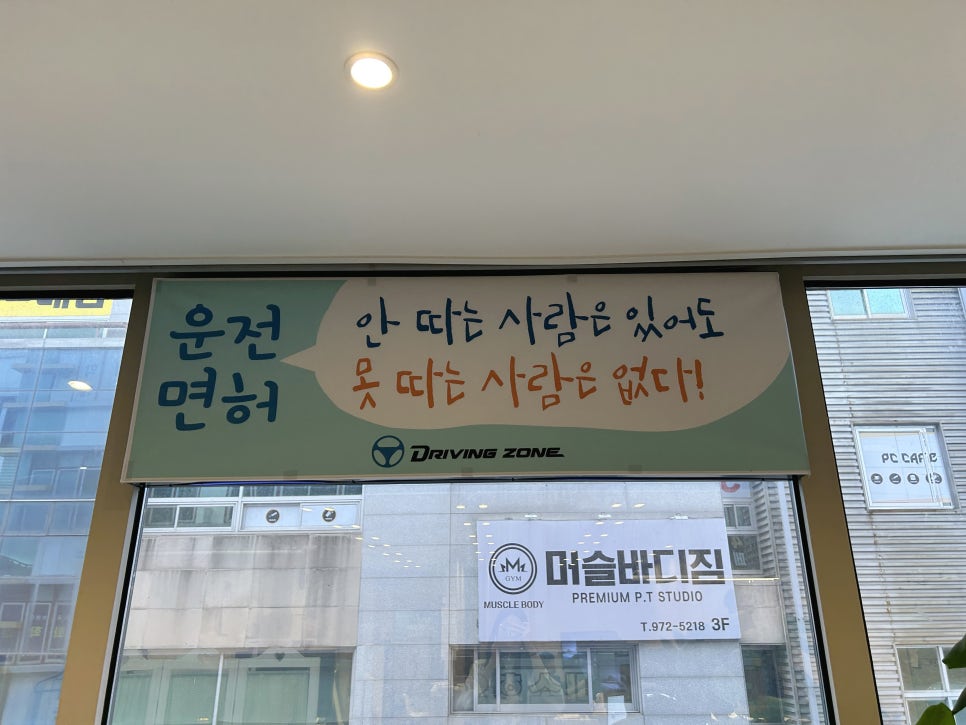 운전
면허
안 따는 사람은 있어도
못 따는 사람은 없다!
DRIVING ZONE
PC CAFE
M
GYM
MUSCLE BODY
머슬바디짐
PREMIUM P.T STUDIO
T.972-5218 3F